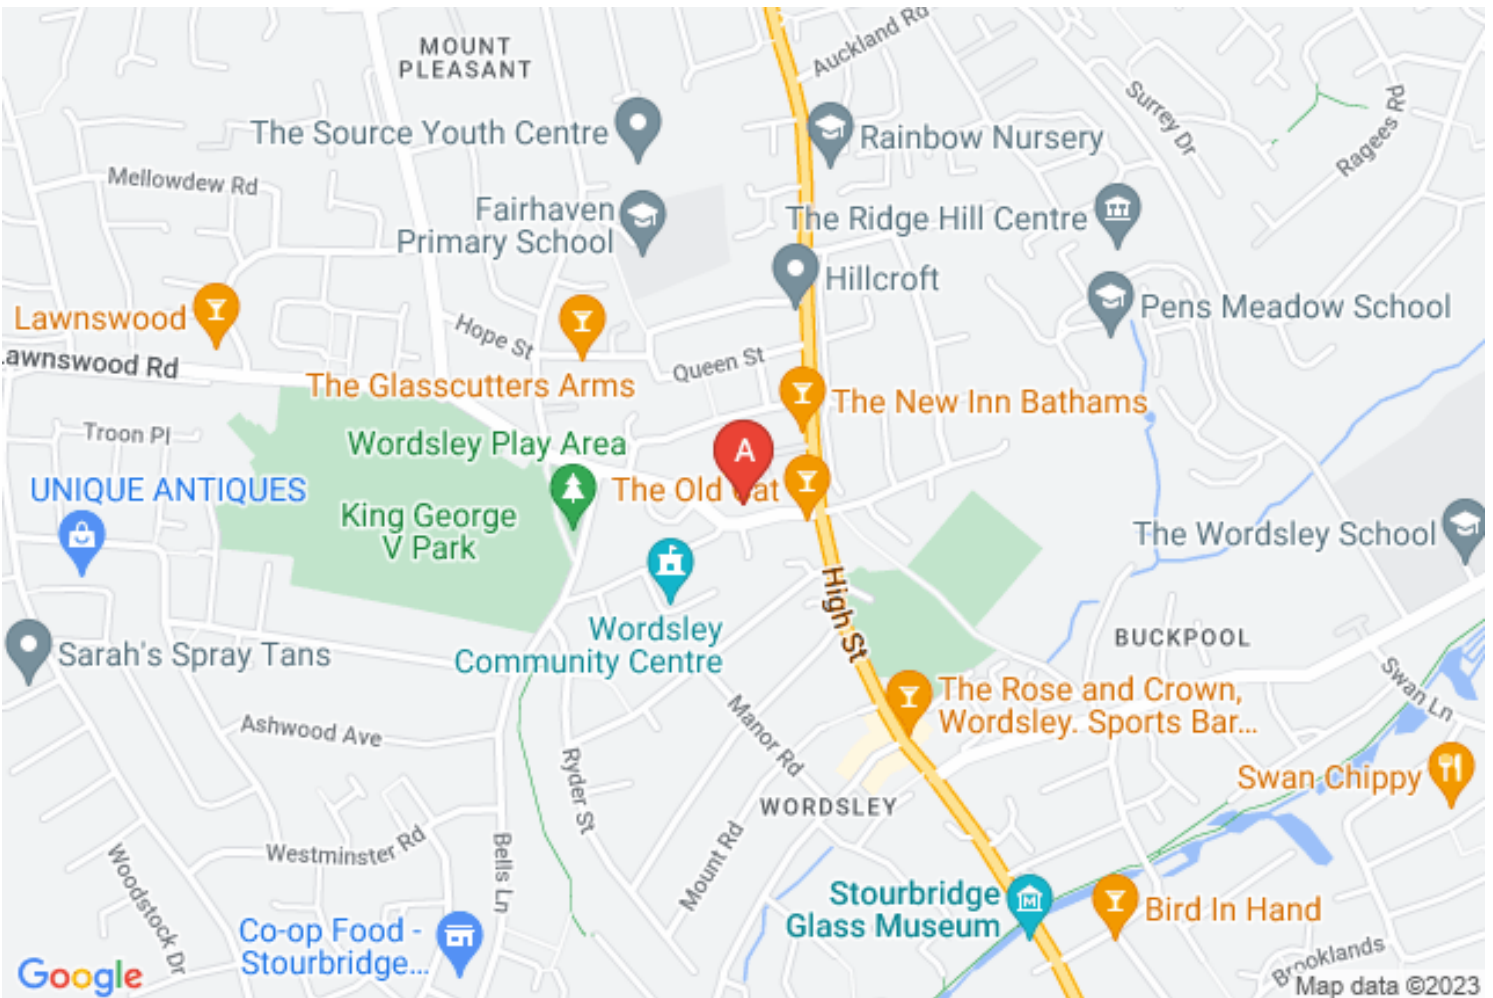 MOUNT
PLEASANT
Auckland Rd
Surrey Dr
Ragees Rd
The Source Youth Centre
Rainbow Nursery
Mellowdew Rd
Fairhaven
Primary School
The Ridge Hill Centre
Hillcroft
Pens Meadow School
Lawnswood
Hope St
awnswood Rd
Queen St
The Glasscutters Arms
The New Inn Bathams
Troon Pl
Wordsley Play Area
A
UNIQUE ANTIQUES
The Old Cat
King George
V Park
The Wordsley School
High St
Wordsley
Community Centre
BUCKPOOL
Sarah's Spray Tans
Swan Ln
The Rose and Crown,
Wordsley. Sports Bar...
Ashwood Ave
Manor Rd
Ryder St
Swan Chippy
WORDSLEY
Westminster Rd
Bells Ln
Mount Rd
Woodstock Dr
Stourbridge
Glass Museum
Bird In Hand
Co-op Food -
Stourbridge...
Brooklands
Google
Map data ©2023